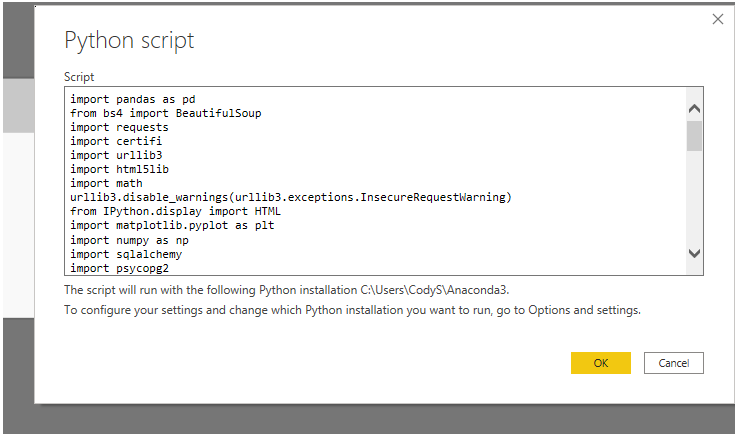 Python script
Script
import pandas as pd
from bs4 import BeautifulSoup
import requests
import certifi
import urllib3
import html5lib
import math
urllib3.disable_warnings(urllib3.exceptions.InsecureRequestWarning)
from IPython.display import HTML
import matplotlib.pyplot as plt
import numpy as np
import sqlalchemy
import psycopg2
The script will run with the following Python installation C:\Users\CodyS\Anaconda3.
To configure your settings and change which Python installation you want to run, go to Options and settings.
OK Cancel